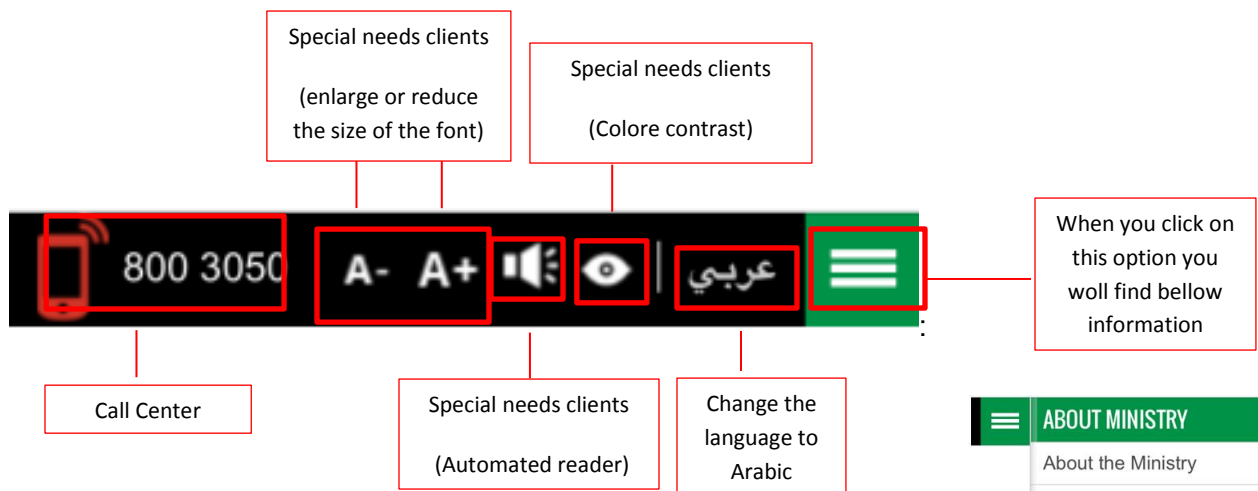 Special needs clients
(enlarge or reduce
the size of the font)
Special needs clients
(Colore contrast)
800 3050
A-
A+
عربي
:
When you click on
this option you
woll find bellow
information
Call Center
Special needs clients
(Automated reader)
Change the
language to
Arabic
ABOUT MINISTRY
About the Ministry